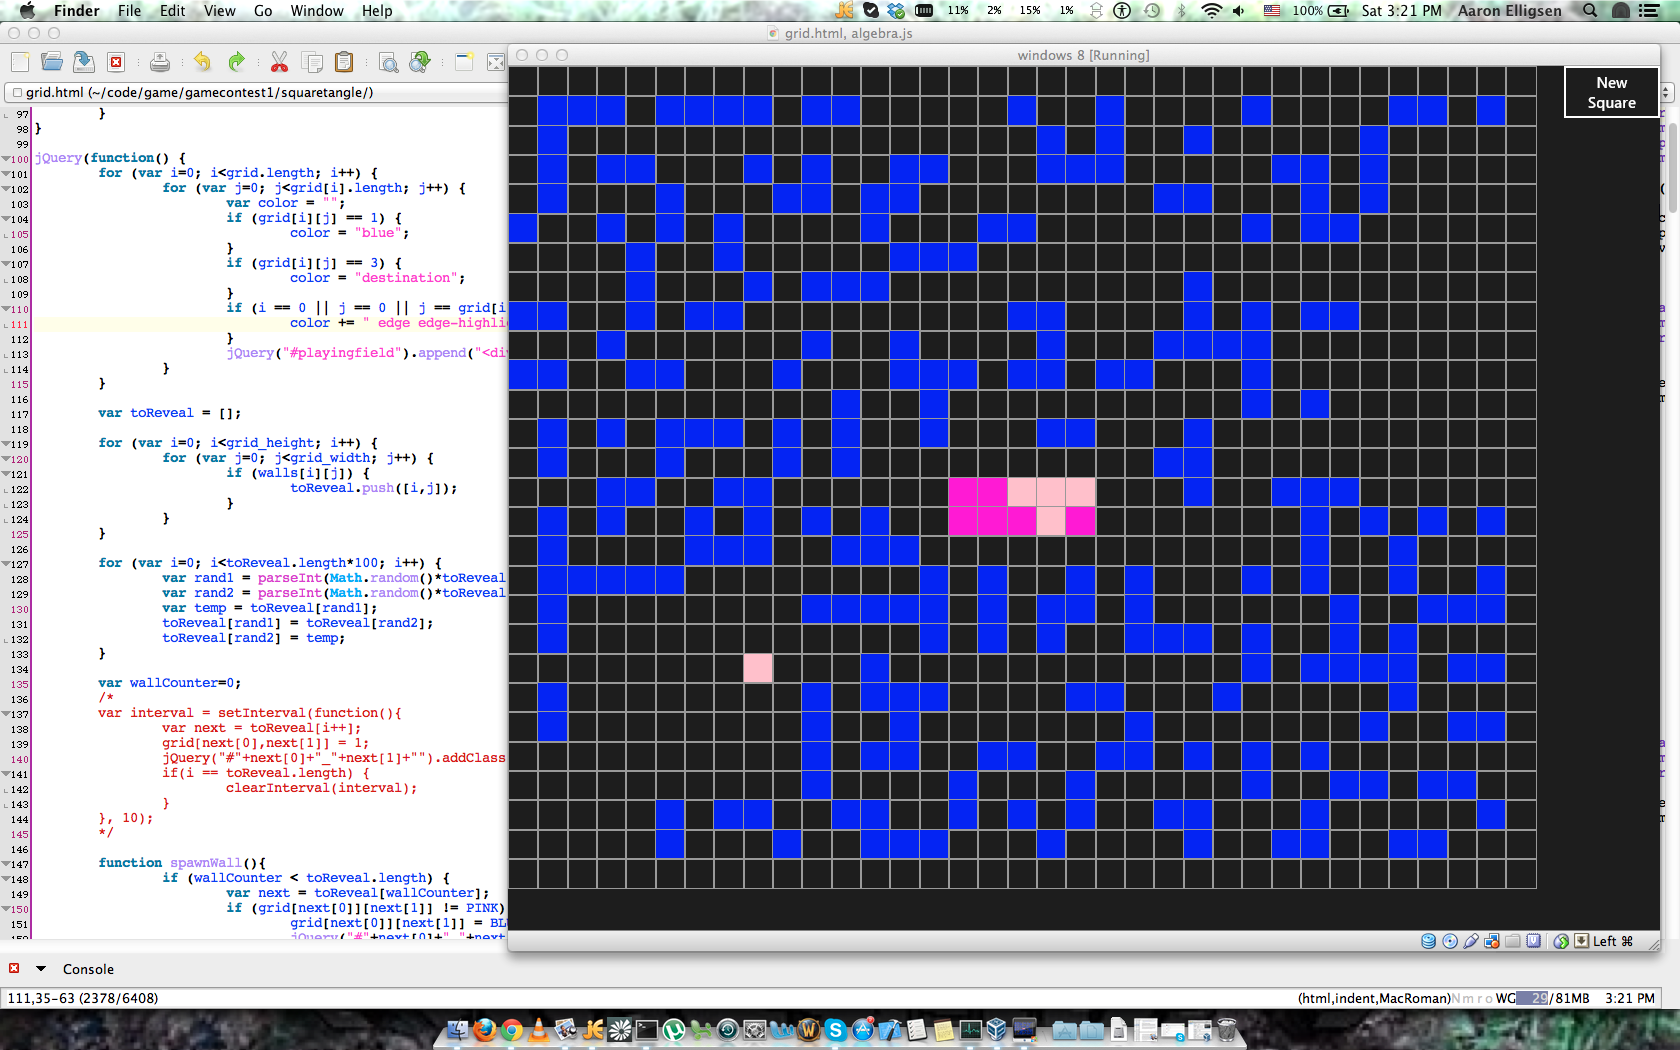 Finder File Edit View Go Window Help 11% 2% 15% 1% 100% Sat 3:21 PM Aaron Elligsen
grid.html, algebra.js
windows 8 [Running]
grid.html (~/code/game/gamecontest1/squaretangle/)
New
Square
97 }
98 }
99
100 jQuery(function() {
101 for (var i=0; i<grid.length; i++) {
102 for (var j=0; j<grid[i].length; j++) {
103 var color = "";
104 if (grid[i][j] == 1) {
105 color = "blue";
106 }
107 if (grid[i][j] == 3) {
108 color = "destination";
109 }
110 if (i == 0 || j == 0 || j == grid[i
111 color += " edge edge-highli
112 }
113 jQuery("#playingfield").append("<di
114 }
115 }
116
117 var toReveal = [];
118
119 for (var i=0; i<grid_height; i++) {
120 for (var j=0; j<grid_width; j++) {
121 if (walls[i][j]) {
122 toReveal.push([i,j]);
123 }
124 }
125 }
126
127 for (var i=0; i<toReveal.length*100; i++) {
128 var rand1 = parseInt(Math.random()*toReveal
129 var rand2 = parseInt(Math.random()*toReveal
130 var temp = toReveal[rand1];
131 toReveal[rand1] = toReveal[rand2];
132 toReveal[rand2] = temp;
133 }
134
135 var wallCounter=0;
136 /*
137 var interval = setInterval(function(){
138 var next = toReveal[i++];
139 grid[next[0],next[1]] = 1;
140 jQuery("#"+next[0]+"_"+next[1]+"").addClass
141 if(i == toReveal.length) {
142 clearInterval(interval);
143 }
144 }, 10);
145 */
146
147 function spawnWall(){
148 if (wallCounter < toReveal.length) {
149 var next = toReveal[wallCounter];
150 if (grid[next[0]][next[1]] != PINK)
151 grid[next[0]][next[1]] = BL
jQuery("#"+next[0]+"_"+nex
Left ⌘
Console
111,35-63 (2378/6408) (html,indent,MacRoman)NmroWG 29/81MB 3:21 PM